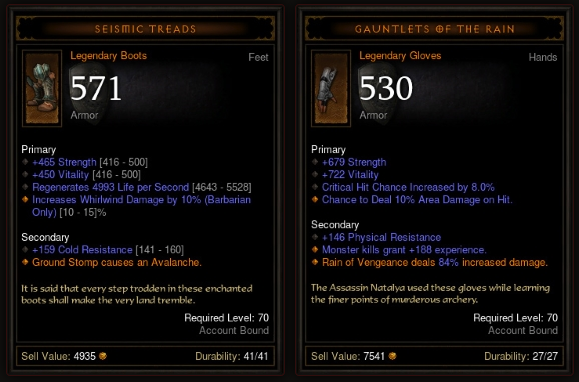 SEISMIC TREADS
Legendary Boots
Feet
571
Armor
Primary
+465 Strength [416 - 500]
+450 Vitality [416 - 500]
Regenerates 4993 Life per Second [4643 - 5528]
Increases Whirlwind Damage by 10% (Barbarian
Only) [10 - 15]%
Secondary
+159 Cold Resistance [141 - 160]
Ground Stomp causes an Avalanche.
It is said that every step trodden in these enchanted
boots shall make the very land tremble.
Required Level: 70
Account Bound
Sell Value: 4935
Durability: 41/41
GAUNTLETS OF THE RAIN
Legendary Gloves
Hands
530
Armor
Primary
+679 Strength
+722 Vitality
Critical Hit Chance Increased by 8.0%
Chance to Deal 10% Area Damage on Hit.
Secondary
+146 Physical Resistance
Monster kills grant +188 experience.
Rain of Vengeance deals 84% increased damage.
The Assassin Natalya used these gloves while learning
the finer points of murderous archery.
Required Level: 70
Account Bound
Sell Value: 7541
Durability: 27/27